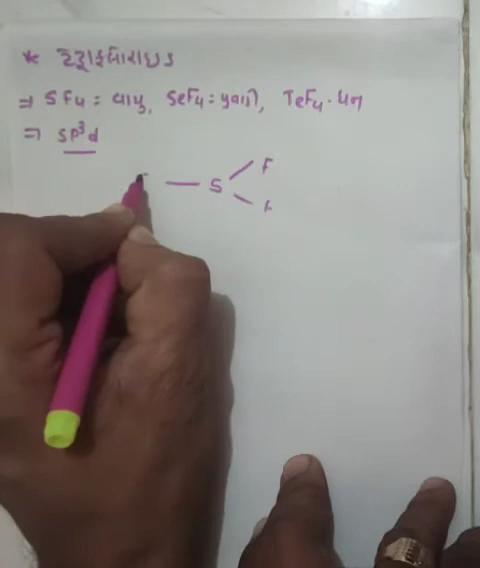 * ટેટ્રાફ્લોરાઇડ
⇒ SF₄ = વાયુ, SeF₄ = પ્રવાહી, TeF₄ - ઘન
⇒ sp³d
— S F
F